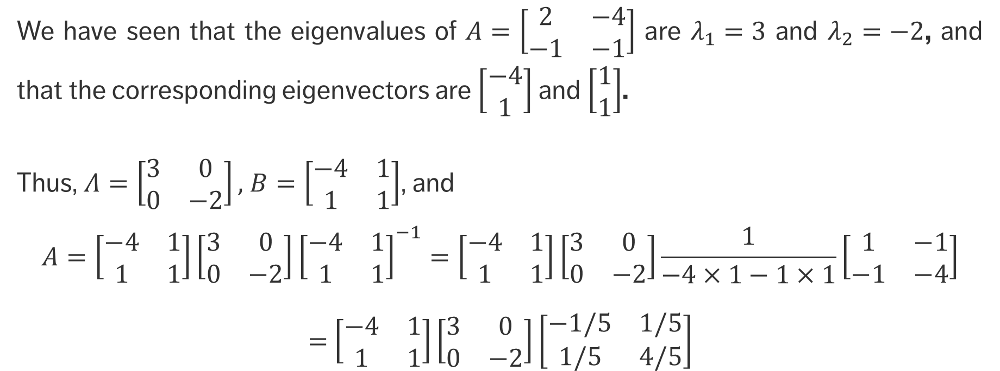 We have seen that the eigenvalues of $A = \begin{bmatrix} 2 & -4 \\ -1 & -1 \end{bmatrix}$ are $\lambda_1 = 3$ and $\lambda_2 = -2$, and
that the corresponding eigenvectors are $\begin{bmatrix} -4 \\ 1 \end{bmatrix}$ and $\begin{bmatrix} 1 \\ 1 \end{bmatrix}$.
Thus, $\Lambda = \begin{bmatrix} 3 & 0 \\ 0 & -2 \end{bmatrix}$, $B = \begin{bmatrix} -4 & 1 \\ 1 & 1 \end{bmatrix}$, and
$A = \begin{bmatrix} -4 & 1 \\ 1 & 1 \end{bmatrix} \begin{bmatrix} 3 & 0 \\ 0 & -2 \end{bmatrix} \begin{bmatrix} -4 & 1 \\ 1 & 1 \end{bmatrix}^{-1} = \begin{bmatrix} -4 & 1 \\ 1 & 1 \end{bmatrix} \begin{bmatrix} 3 & 0 \\ 0 & -2 \end{bmatrix} \frac{1}{-4 \times 1 - 1 \times 1} \begin{bmatrix} 1 & -1 \\ -1 & -4 \end{bmatrix}$
$= \begin{bmatrix} -4 & 1 \\ 1 & 1 \end{bmatrix} \begin{bmatrix} 3 & 0 \\ 0 & -2 \end{bmatrix} \begin{bmatrix} -1/5 & 1/5 \\ 1/5 & 4/5 \end{bmatrix}$